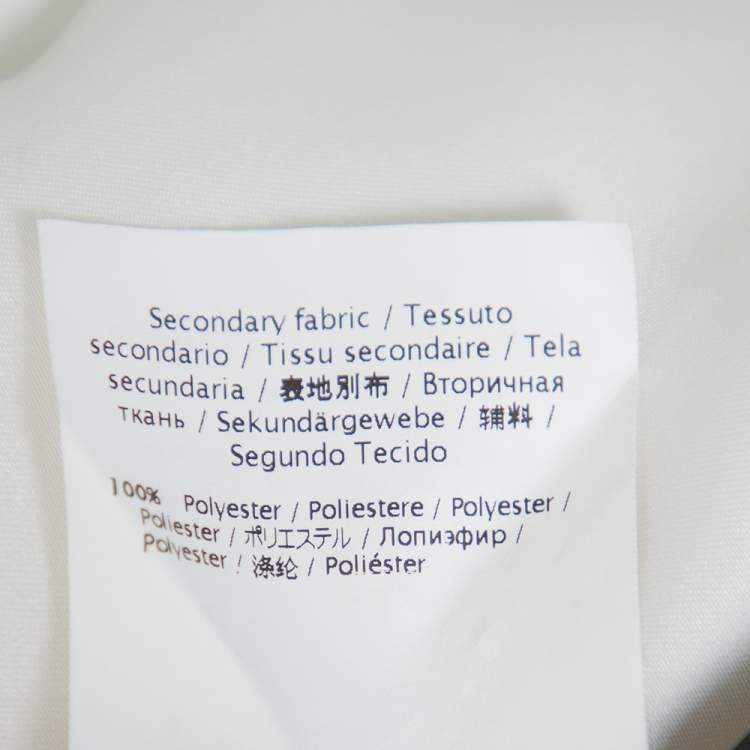 Secondary fabric / Tessuto
secondario / Tissu secondaire / Tela
secundaria / 表地別布 / Вторичная
ткань / Sekundärgewebe / 辅料 /
Segundo Tecido
100% Polyester / Poliestere / Polyester /
Poliester / ポリエステル / Лопиэфир /
Polyester / 涤纶 / Poliéster